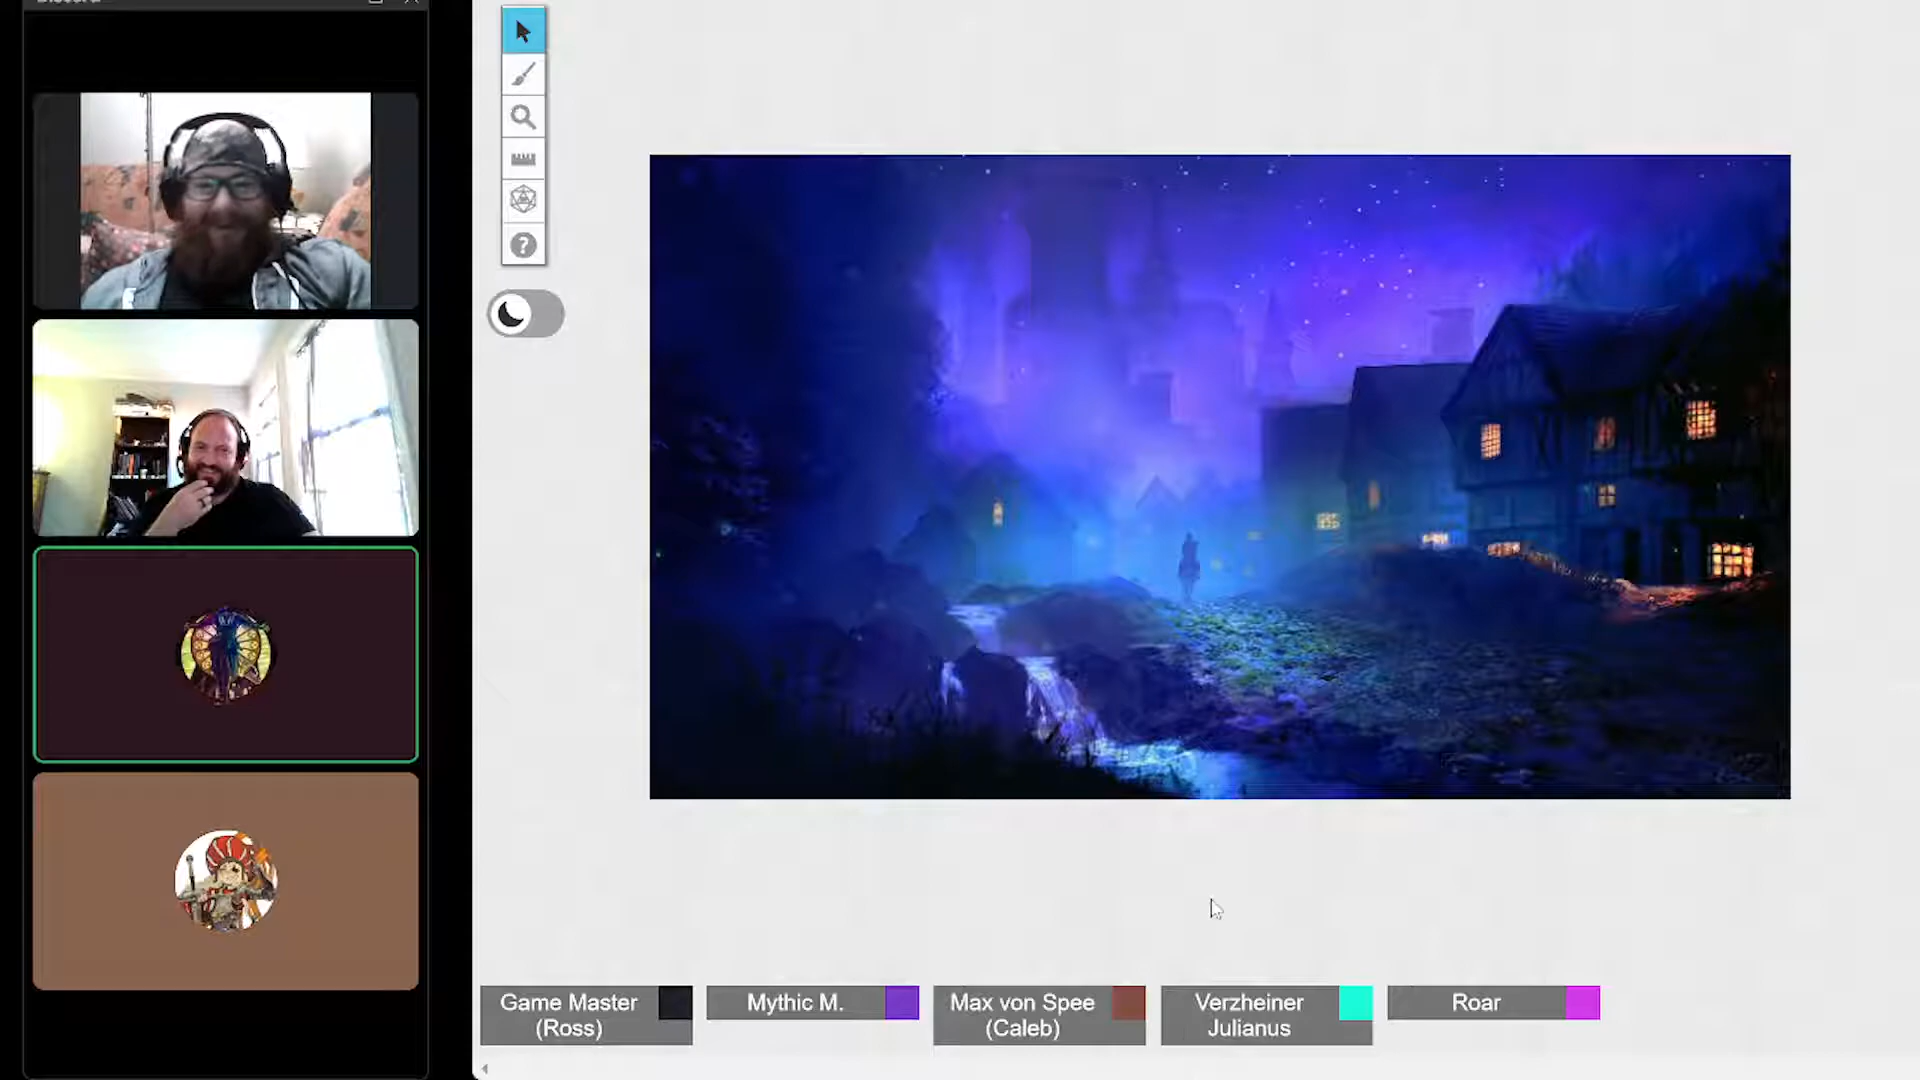 Game Master
(Ross)
Mythic M.
Max von Spee
(Caleb)
Verzheiner
Julianus
Roar